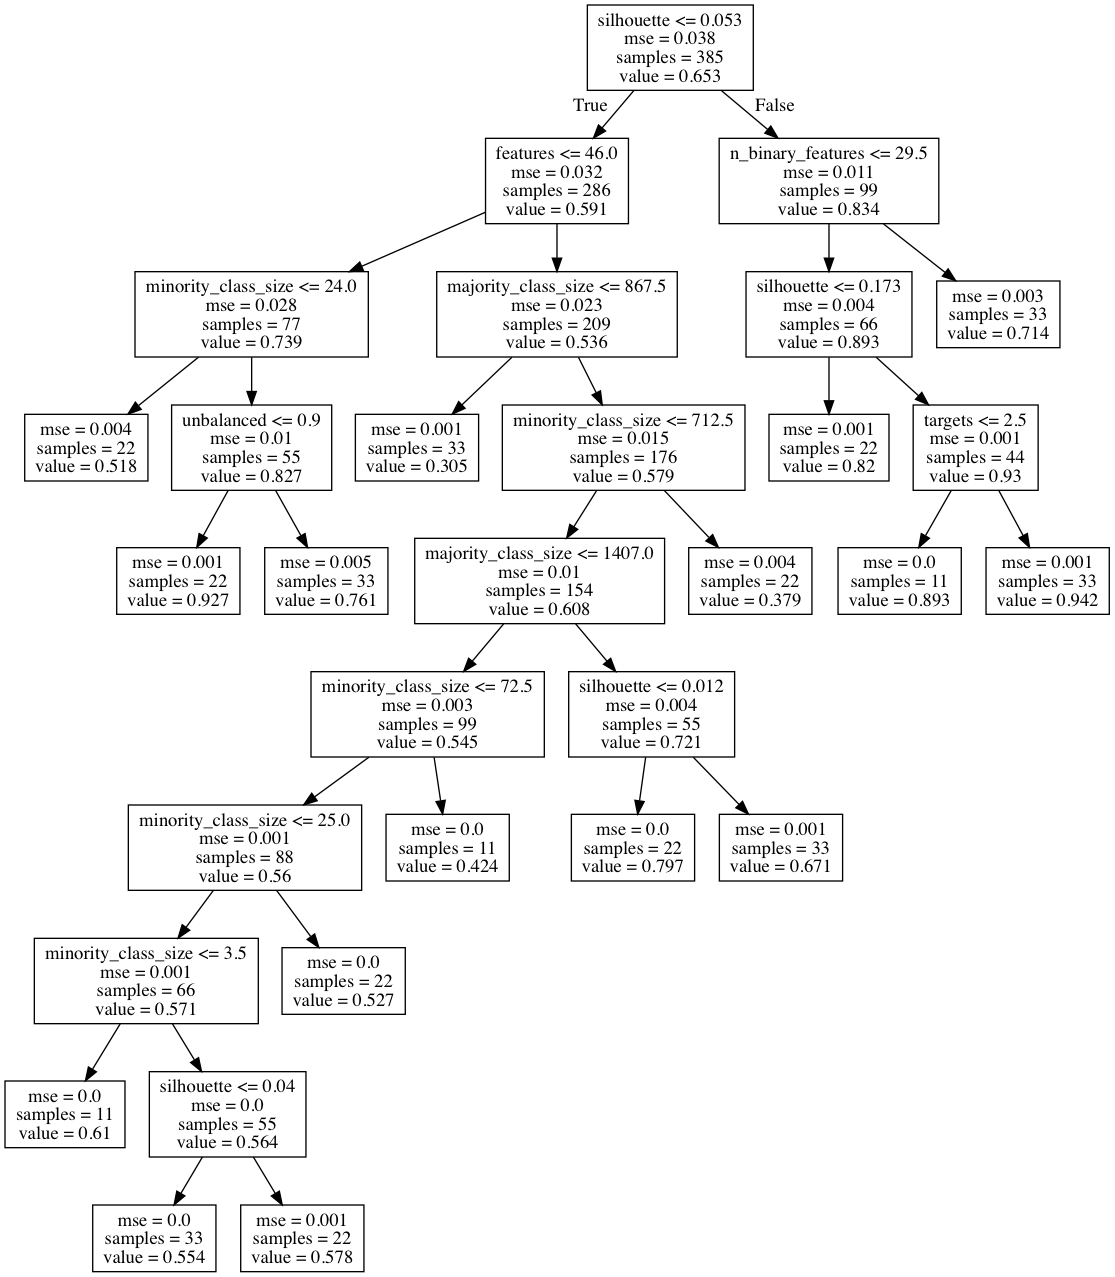 silhouette <= 0.053
mse = 0.038
samples = 385
value = 0.653
True
False
features <= 46.0
mse = 0.032
samples = 286
value = 0.591
n_binary_features <= 29.5
mse = 0.011
samples = 99
value = 0.834
minority_class_size <= 24.0
mse = 0.028
samples = 77
value = 0.739
majority_class_size <= 867.5
mse = 0.023
samples = 209
value = 0.536
silhouette <= 0.173
mse = 0.004
samples = 66
value = 0.893
mse = 0.003
samples = 33
value = 0.714
mse = 0.004
samples = 22
value = 0.518
unbalanced <= 0.9
mse = 0.01
samples = 55
value = 0.827
mse = 0.001
samples = 33
value = 0.305
minority_class_size <= 712.5
mse = 0.015
samples = 176
value = 0.579
mse = 0.001
samples = 22
value = 0.82
targets <= 2.5
mse = 0.001
samples = 44
value = 0.93
mse = 0.001
samples = 22
value = 0.927
mse = 0.005
samples = 33
value = 0.761
majority_class_size <= 1407.0
mse = 0.01
samples = 154
value = 0.608
mse = 0.004
samples = 22
value = 0.379
mse = 0.0
samples = 11
value = 0.893
mse = 0.001
samples = 33
value = 0.942
minority_class_size <= 72.5
mse = 0.003
samples = 99
value = 0.545
silhouette <= 0.012
mse = 0.004
samples = 55
value = 0.721
minority_class_size <= 25.0
mse = 0.001
samples = 88
value = 0.56
mse = 0.0
samples = 11
value = 0.424
mse = 0.0
samples = 22
value = 0.797
mse = 0.001
samples = 33
value = 0.671
minority_class_size <= 3.5
mse = 0.001
samples = 66
value = 0.571
mse = 0.0
samples = 22
value = 0.527
mse = 0.0
samples = 11
value = 0.61
silhouette <= 0.04
mse = 0.0
samples = 55
value = 0.564
mse = 0.0
samples = 33
value = 0.554
mse = 0.001
samples = 22
value = 0.578